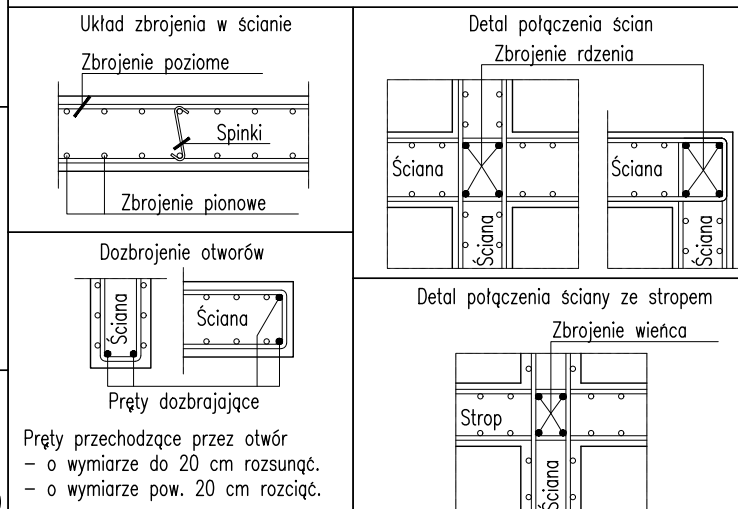 Układ zbrojenia w ścianie
Zbrojenie poziome
Spinki
Zbrojenie pionowe
Dozbrojenie otworów
Ściana
Ściana
Pręty dozbrajające
Pręty przechodzące przez otwór
- o wymiarze do 20 cm rozsunąć.
- o wymiarze pow. 20 cm rozciąć.
Detal połączenia ścian
Zbrojenie rdzenia
Ściana
Ściana
Ściana
Ściana
Detal połączenia ściany ze stropem
Zbrojenie wieńca
Strop
Ściana